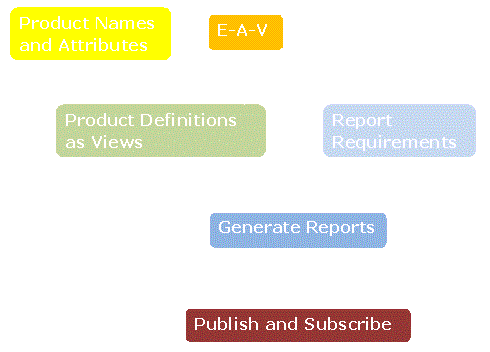 Product Names
and Attributes
E-A-V
Product Definitions
as Views
Report
Requirements
Generate Reports
Publish and Subscribe